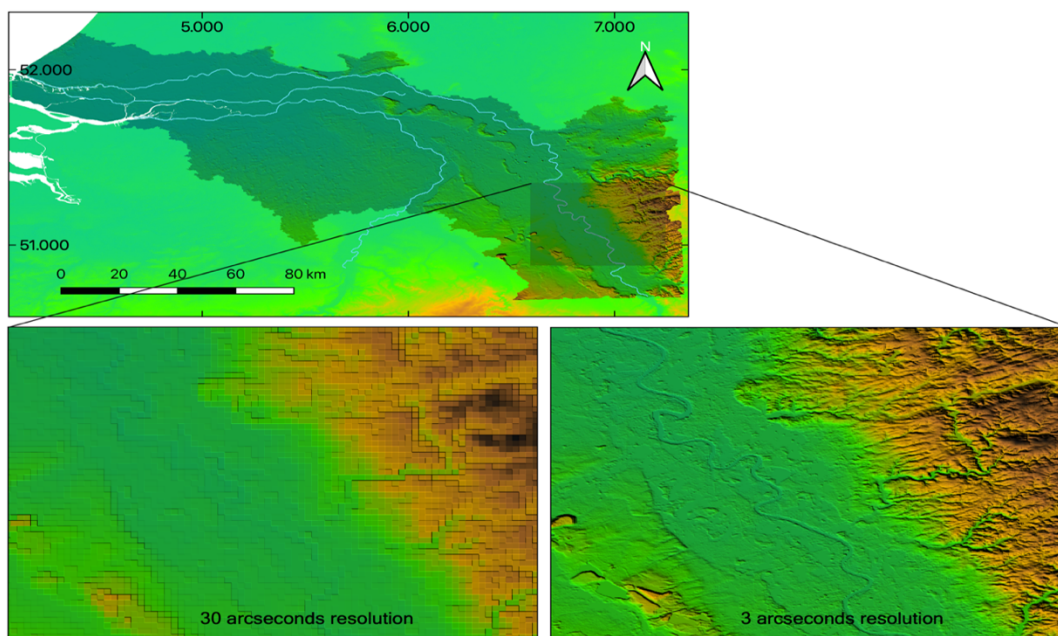 5.000 6.000 7.000
N
52.000
51.000
0 20 40 60 80 km
30 arcseconds resolution
3 arcseconds resolution